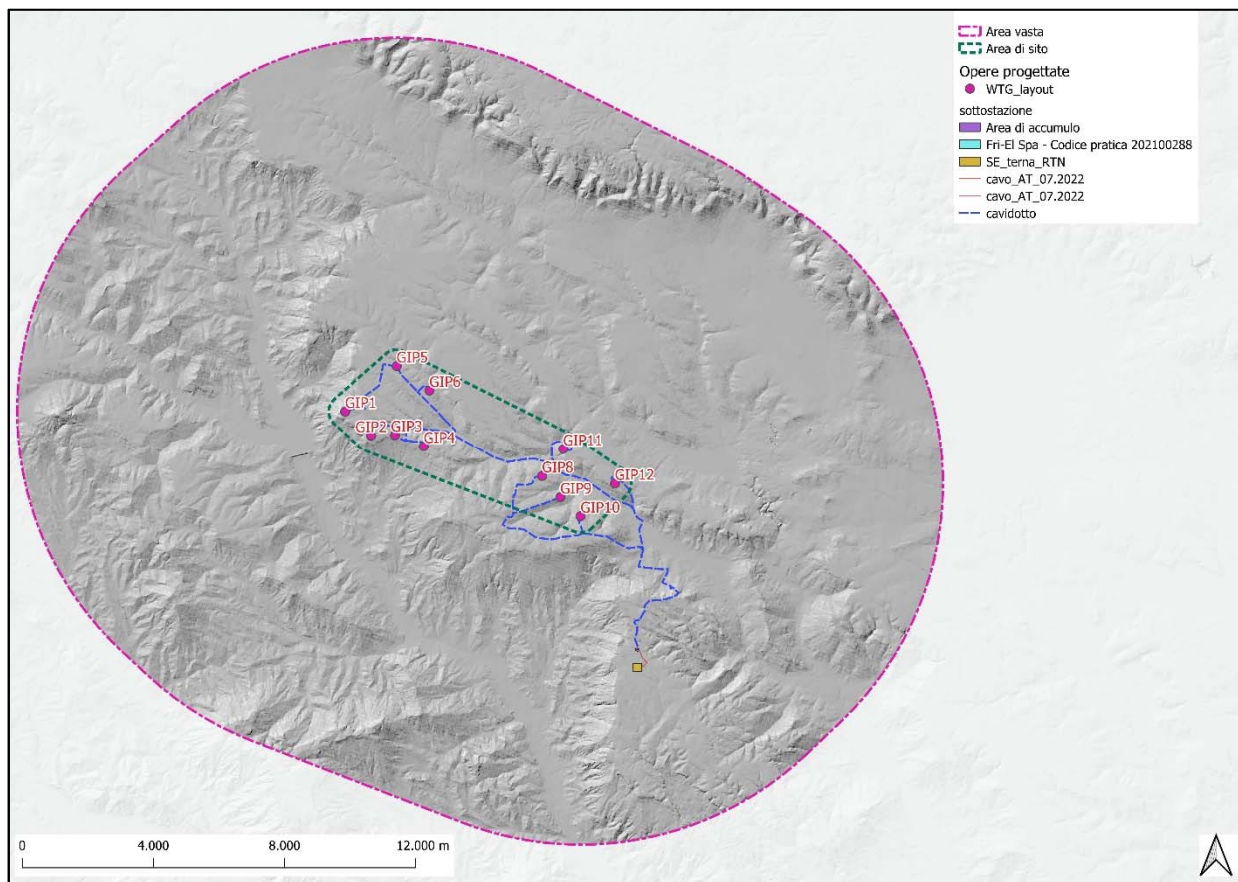 Area vasta
Area di sito
Opere progettate
WTG_layout
sottostazione
Area di accumulo
Fri-El Spa - Codice pratica 202100288
SE_terna_RTN
cavo_AT_07.2022
cavo_AT_07.2022
cavidotto
GIP5
GIP6
GIP1
GIP2
GIP3
GIP4
GIP11
GIP8
GIP12
GIP9
GIP10
0 4.000 8.000 12.000 m